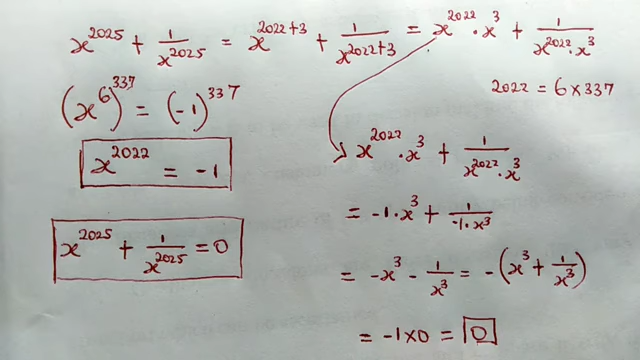 x^2025 + 1/x^2025 = x^2022+3 + 1/x^2022+3 = x^2022 · x^3 + 1/x^2022 · x^3
2022 = 6 × 337
(x^6)^337 = (-1)^337
x^2022 = -1
x^2025 + 1/x^2025 = 0
x^2022 · x^3 + 1/x^2022 · x^3
= -1 · x^3 + 1/-1 · x^3
= -x^3 - 1/x^3 = -(x^3 + 1/x^3)
= -1 × 0 = 0